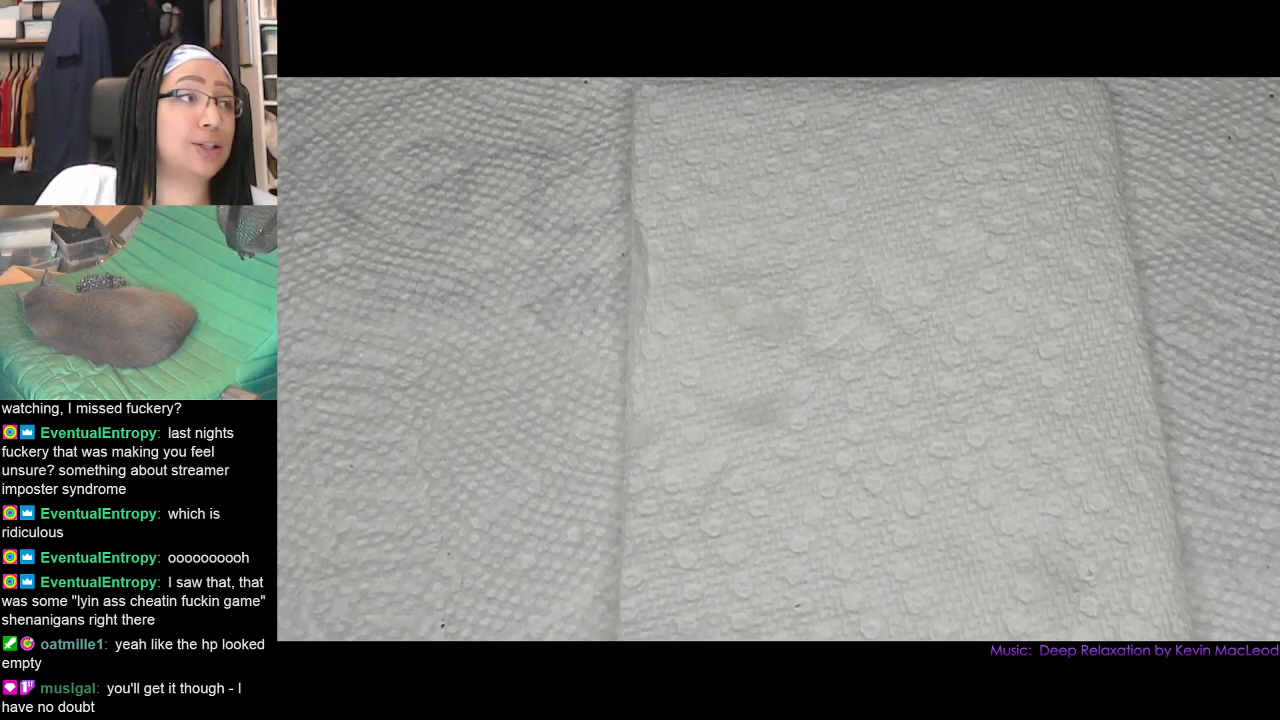 watching, I missed fuckery?
EventualEntropy: last nights
fuckery that was making you feel
unsure? something about streamer
imposter syndrome
EventualEntropy: which is
ridiculous
EventualEntropy: oooooooooh
EventualEntropy: I saw that, that
was some "lyin ass cheatin fuckin game"
shenanigans right there
oatmille1: yeah like the hp looked
empty
muslgal: you'll get it though - I
have no doubt
Music: Deep Relaxation by Kevin MacLeod